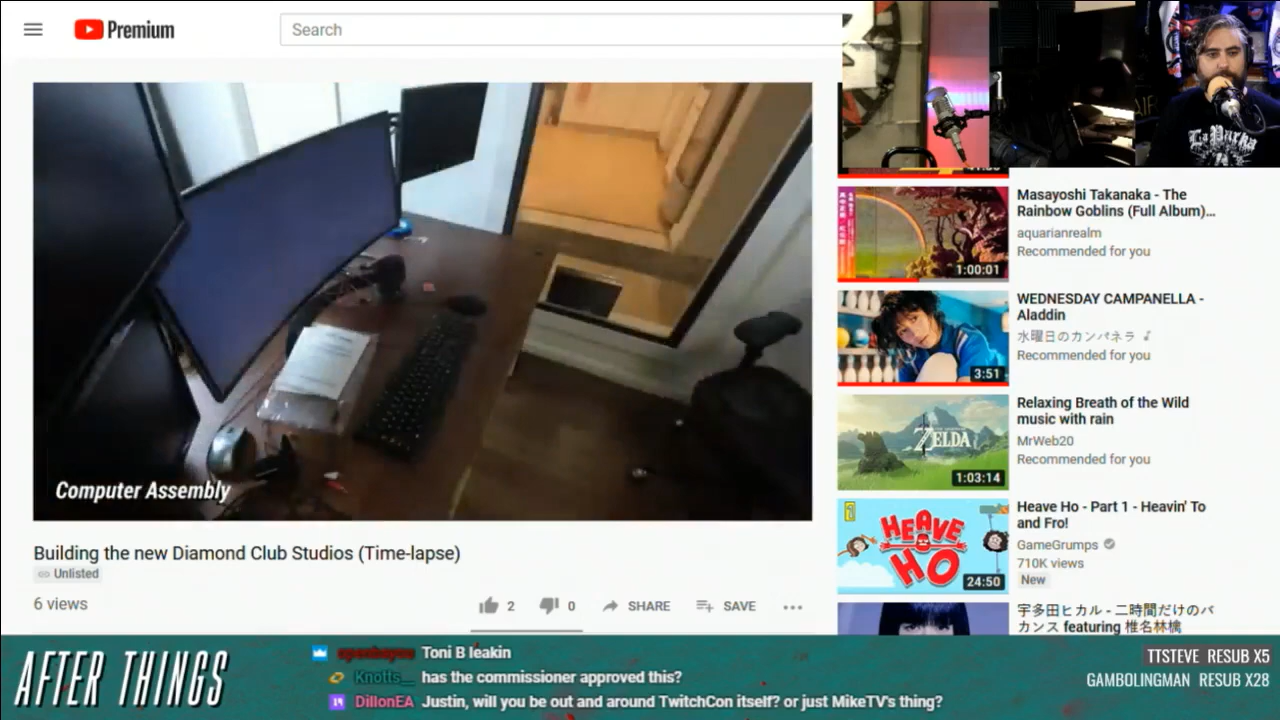 Premium
Search
Computer Assembly
Building the new Diamond Club Studios (Time-lapse)
Unlisted
6 views
2
0
SHARE
SAVE
Masayoshi Takanaka - The
Rainbow Goblins (Full Album)...
aquarianrealm
Recommended for you
1:00:01
WEDNESDAY CAMPANELLA -
Aladdin
水曜日のカンパネラ
Recommended for you
3:51
Relaxing Breath of the Wild
music with rain
MrWeb20
Recommended for you
ZELDA
1:03:14
Heave Ho - Part 1 - Heavin' To
and Fro!
GameGrumps
710K views
New
HEAVE
HO
24:50
宇多田ヒカル - 二時間だけのバ
カンス featuring 椎名林檎
La Parka
AFTER THINGS
Toni B leakin
Knotts__ has the commissioner approved this?
DillonEA Justin, will you be out and around TwitchCon itself? or just MikeTV's thing?
TTSTEVE RESUB X5
GAMBOLINGMAN RESUB X28